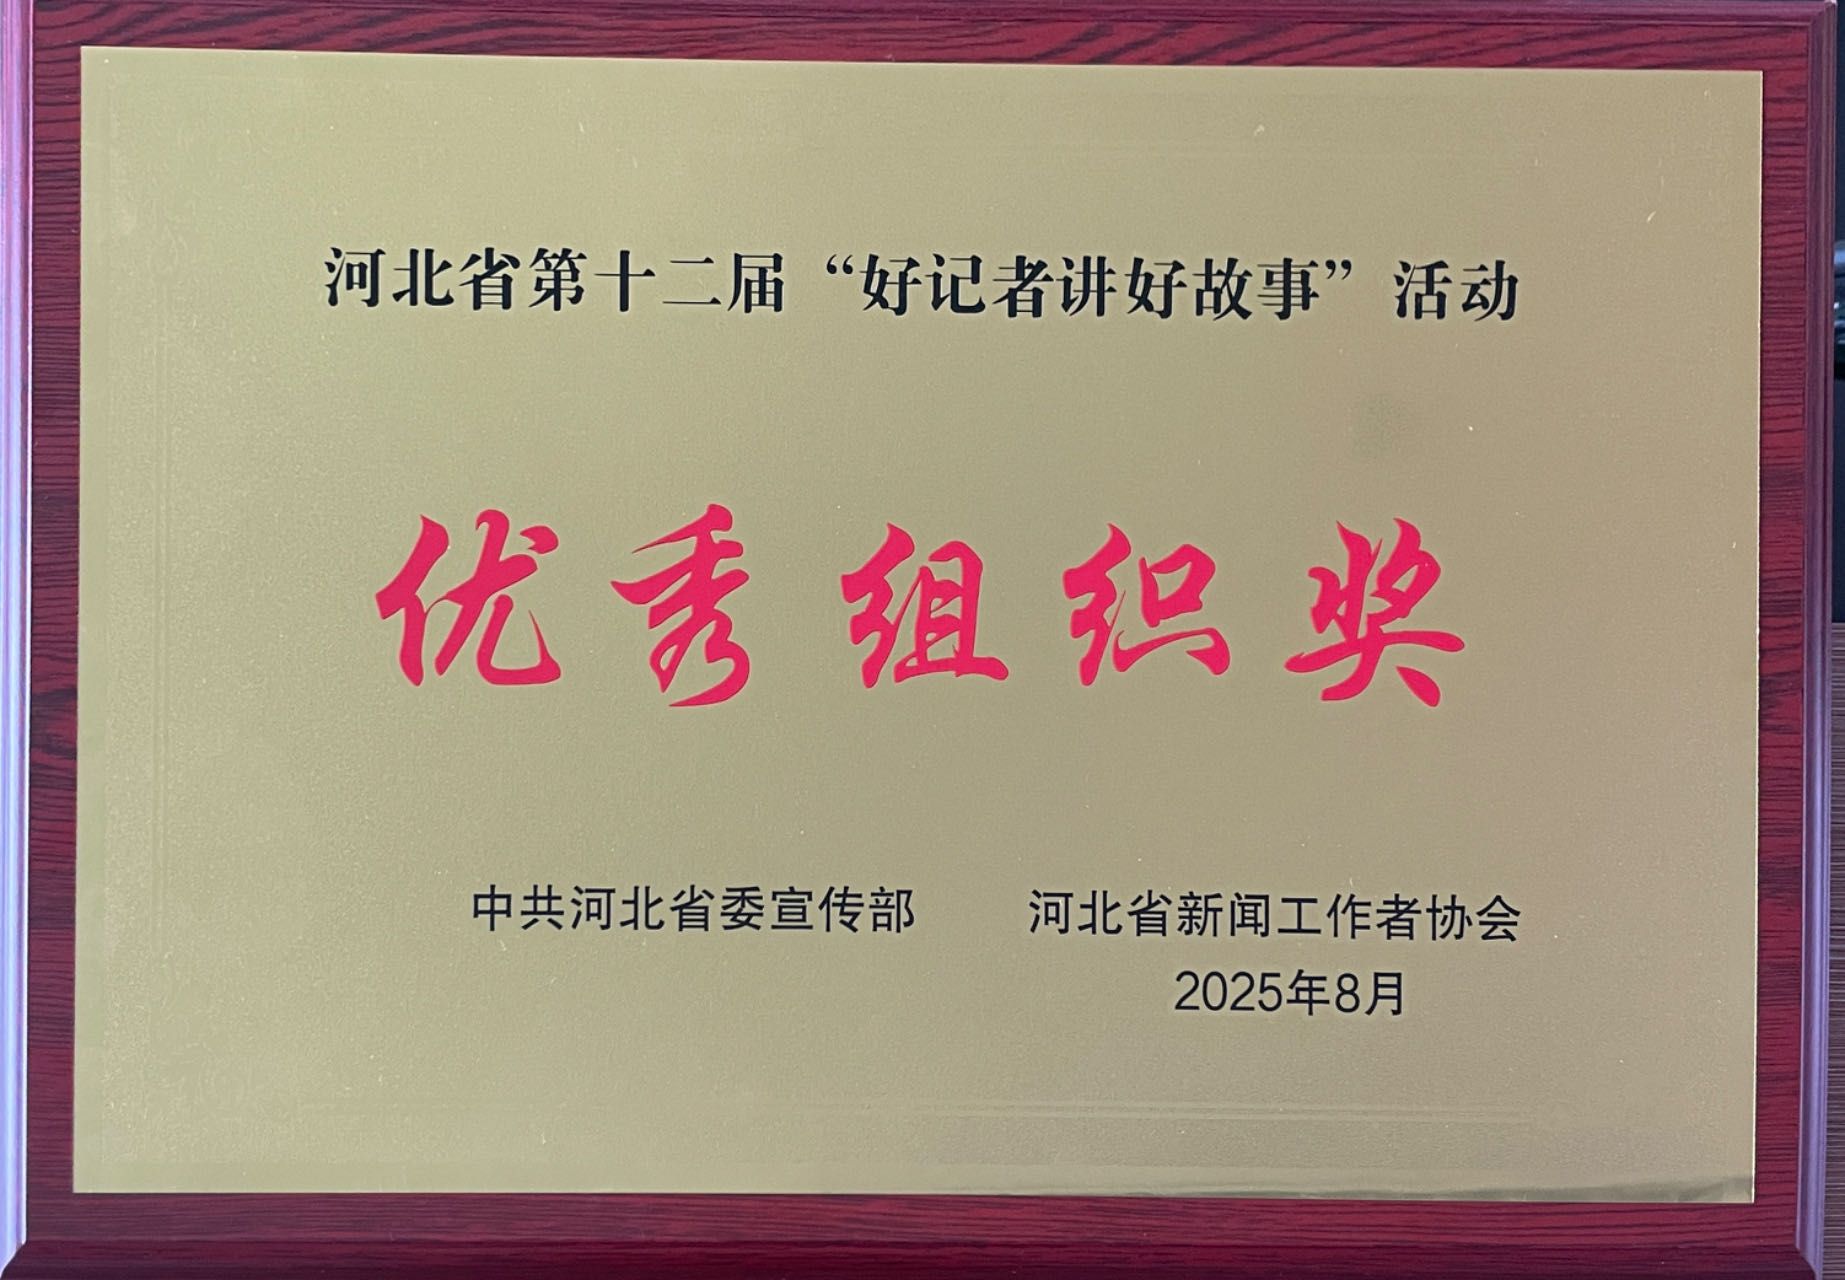 河北省第十二届“好记者讲好故事”活动
优秀组织奖
中共河北省委宣传部 河北省新闻工作者协会
2025年8月